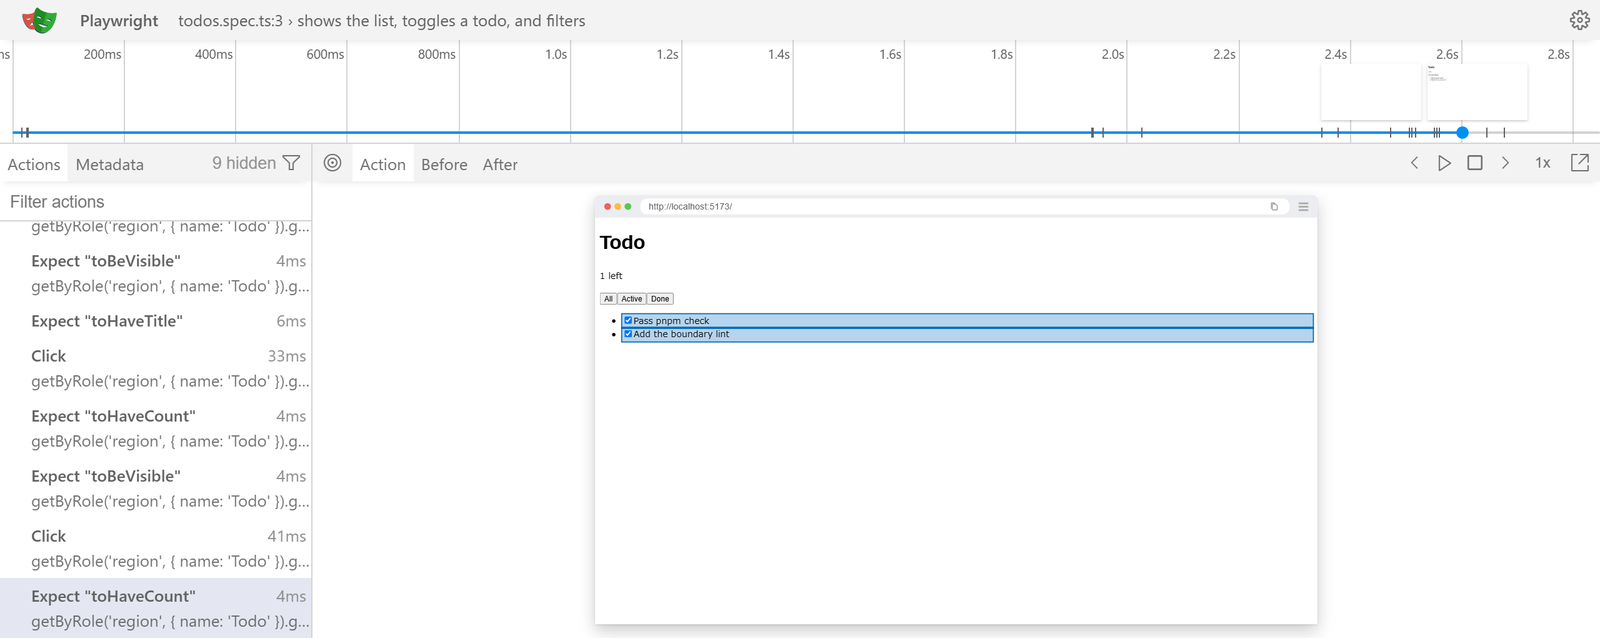 Playwright todos.spec.ts:3 › shows the list, toggles a todo, and filters
ms 200ms 400ms 600ms 800ms 1.0s 1.2s 1.4s 1.6s 1.8s 2.0s 2.2s 2.4s 2.6s 2.8s
Actions Metadata 9 hidden
Action Before After 1x
Filter actions
getByRole('region', { name: 'Todo' }).g...
Expect "toBeVisible" 4ms
getByRole('region', { name: 'Todo' }).g...
Expect "toHaveTitle" 6ms
Click 33ms
getByRole('region', { name: 'Todo' }).g...
Expect "toHaveCount" 4ms
getByRole('region', { name: 'Todo' }).g...
Expect "toBeVisible" 4ms
getByRole('region', { name: 'Todo' }).g...
Click 41ms
getByRole('region', { name: 'Todo' }).g...
Expect "toHaveCount" 4ms
getByRole('region', { name: 'Todo' }).g...
http://localhost:5173/
Todo
1 left
All Active Done
Pass pnpm check
Add the boundary lint